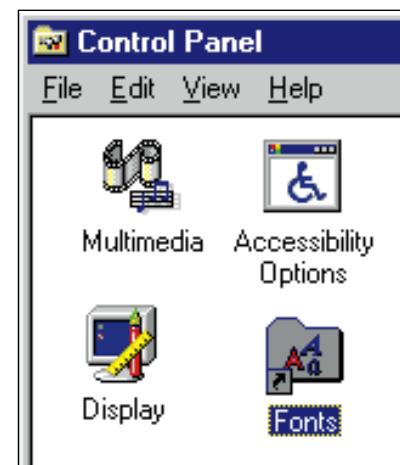 Control Panel
File Edit View Help
Multimedia
Accessibility
Options
Display
Fonts